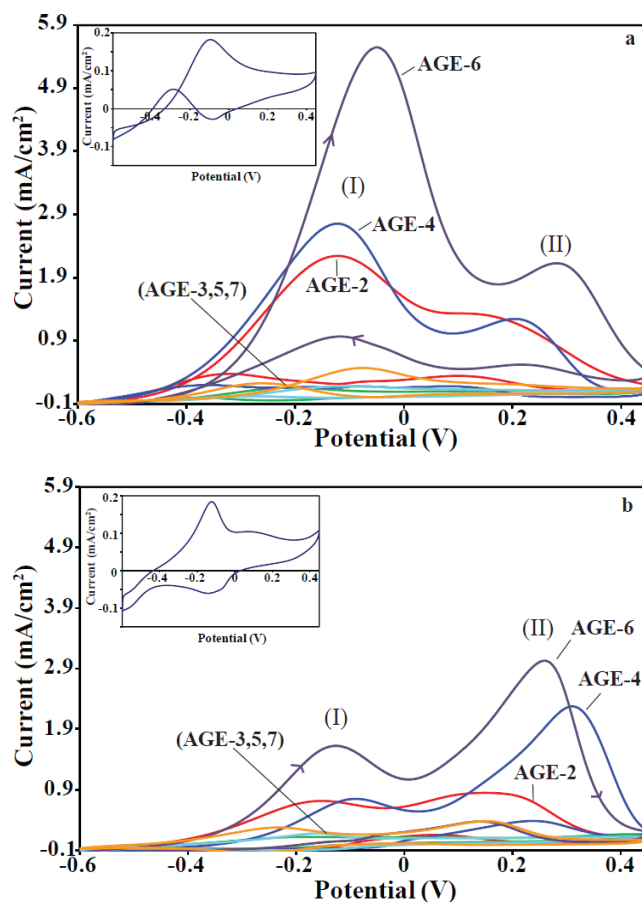 a
5.9
4.9
3.9
2.9
1.9
0.9
-0.1
Current (mA/cm²)
-0.6
-0.4
-0.2
0
0.2
0.4
Potential (V)
AGE-6
(I)
AGE-4
(II)
AGE-2
(AGE-3,5,7)
0.2
0.1
0
-0.1
Current (mA/cm²)
-0.4
-0.2
0
0.2
0.4
Potential (V)
b
5.9
4.9
3.9
2.9
1.9
0.9
-0.1
Current (mA/cm²)
-0.6
-0.4
-0.2
0
0.2
0.4
Potential (V)
(II)
AGE-6
AGE-4
(I)
(AGE-3,5,7)
AGE-2
0.2
0.1
0
-0.1
Current (mA/cm²)
-0.4
-0.2
0
0.2
0.4
Potential (V)